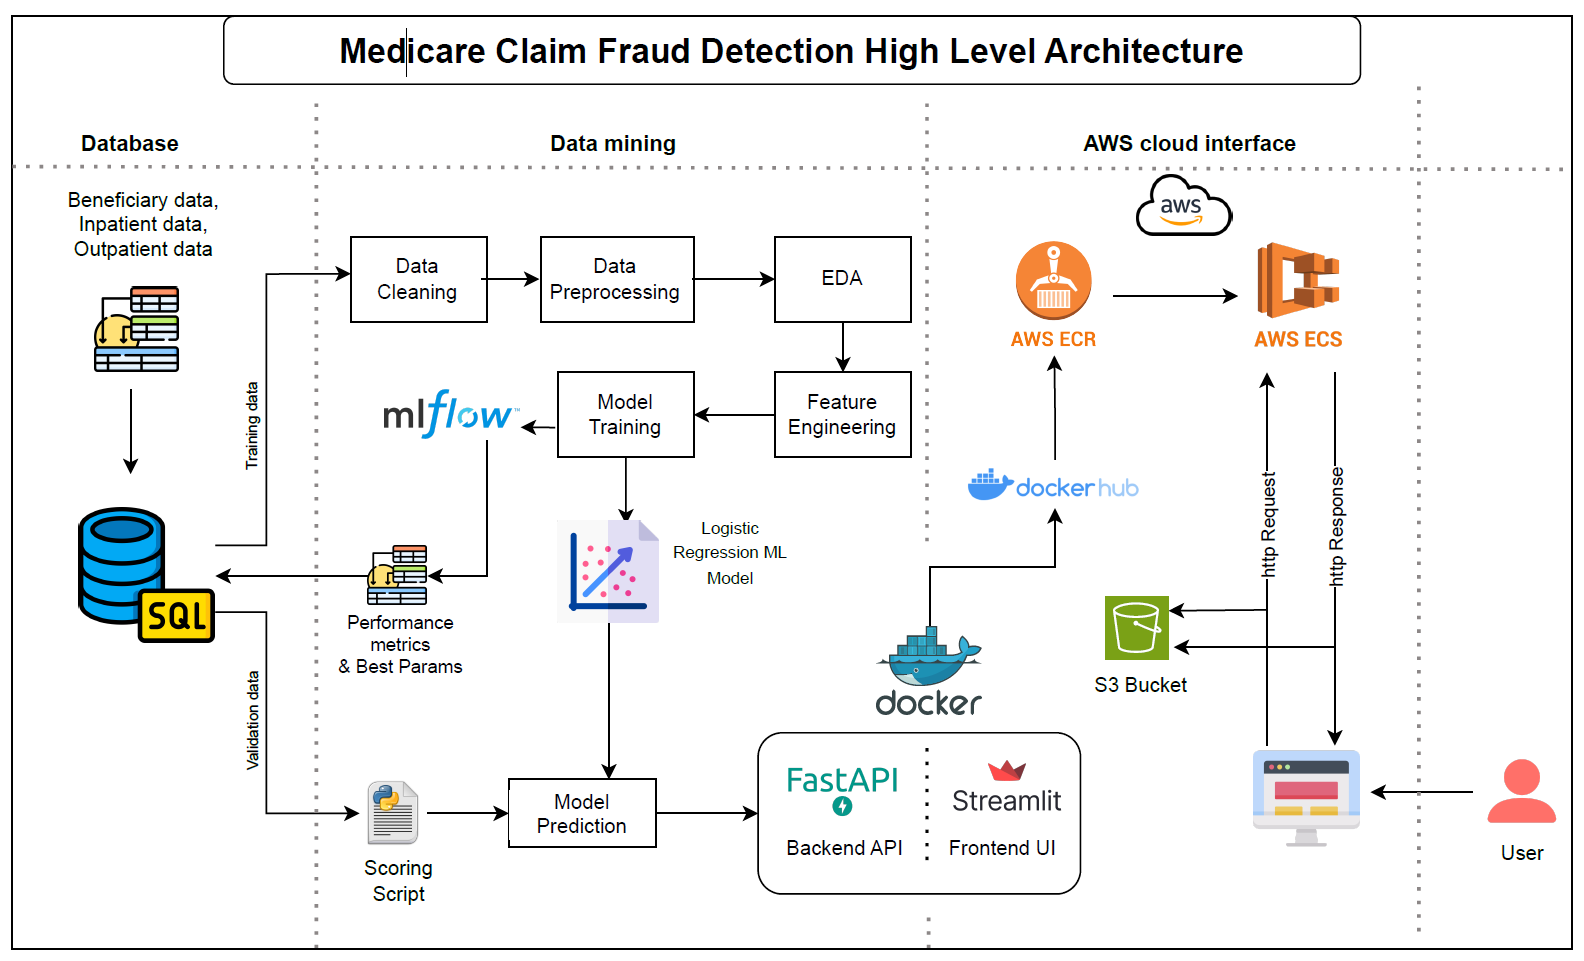 Medicare Claim Fraud Detection High Level Architecture
Database
Data mining
AWS cloud interface
Beneficiary data,
Inpatient data,
Outpatient data
Training data
SQL
Validation data
Data
Cleaning
Data
Preprocessing
EDA
Feature
Engineering
Model
Training
mlflow™
Performance
metrics
& Best Params
Logistic
Regression ML
Model
Scoring
Script
Model
Prediction
docker
FastAPI
Backend API
Streamlit
Frontend UI
dockerhub
aws
AWS ECR
AWS ECS
http Request
http Response
S3 Bucket
User